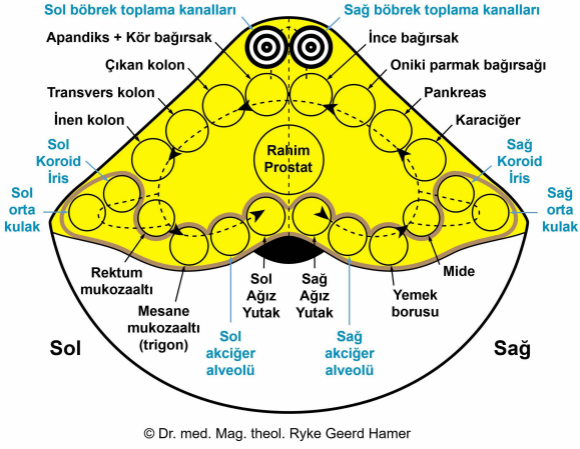 Sol böbrek toplama kanalları
Sağ böbrek toplama kanalları
Apandiks + Kör bağırsak
İnce bağırsak
Çıkan kolon
Oniki parmak bağırsağı
Transvers kolon
Pankreas
İnen kolon
Karaciğer
Sol
Koroid
İris
Rahim
Prostat
Sağ
Koroid
İris
Sol
orta
kulak
Sağ
orta
kulak
Rektum
mukozaaltı
Mesane
mukozaaltı
(trigon)
Sol
akciğer
alveolü
Sol
Ağız
Yutak
Sağ
Ağız
Yutak
Sağ
akciğer
alveolü
Yemek
borusu
Mide
Sol
Sağ
© Dr. med. Mag. theol. Ryke Geerd Hamer